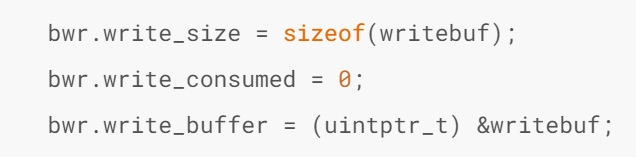 bwr.write_size = sizeof(writebuf);
bwr.write_consumed = 0;
bwr.write_buffer = (uintptr_t) &writebuf;